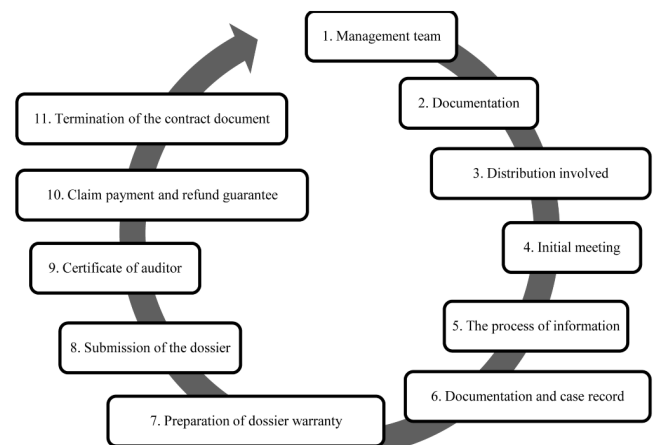 1. Management team
2. Documentation
3. Distribution involved
4. Initial meeting
5. The process of information
6. Documentation and case record
7. Preparation of dossier warranty
8. Submission of the dossier
9. Certificate of auditor
10. Claim payment and refund guarantee
11. Termination of the contract document